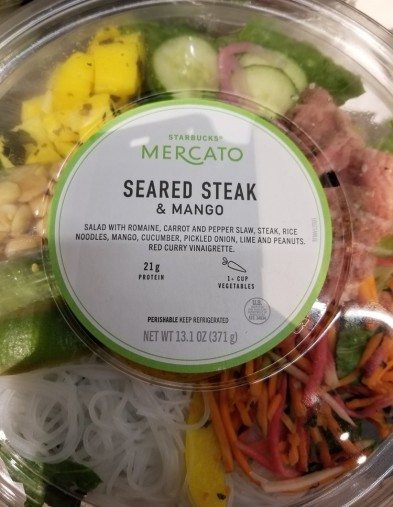 STARBUCKS®
MERCATO
SEARED STEAK
& MANGO
SALAD WITH ROMAINE, CARROT AND PEPPER SLAW, STEAK, RICE
NOODLES, MANGO, CUCUMBER, PICKLED ONION, LIME AND PEANUTS.
RED CURRY VINAIGRETTE.
21g
PROTEIN
1+ CUP
VEGETABLES
U.S.
PERISHABLE KEEP REFRIGERATED
NET WT 13.1 OZ (371 g)